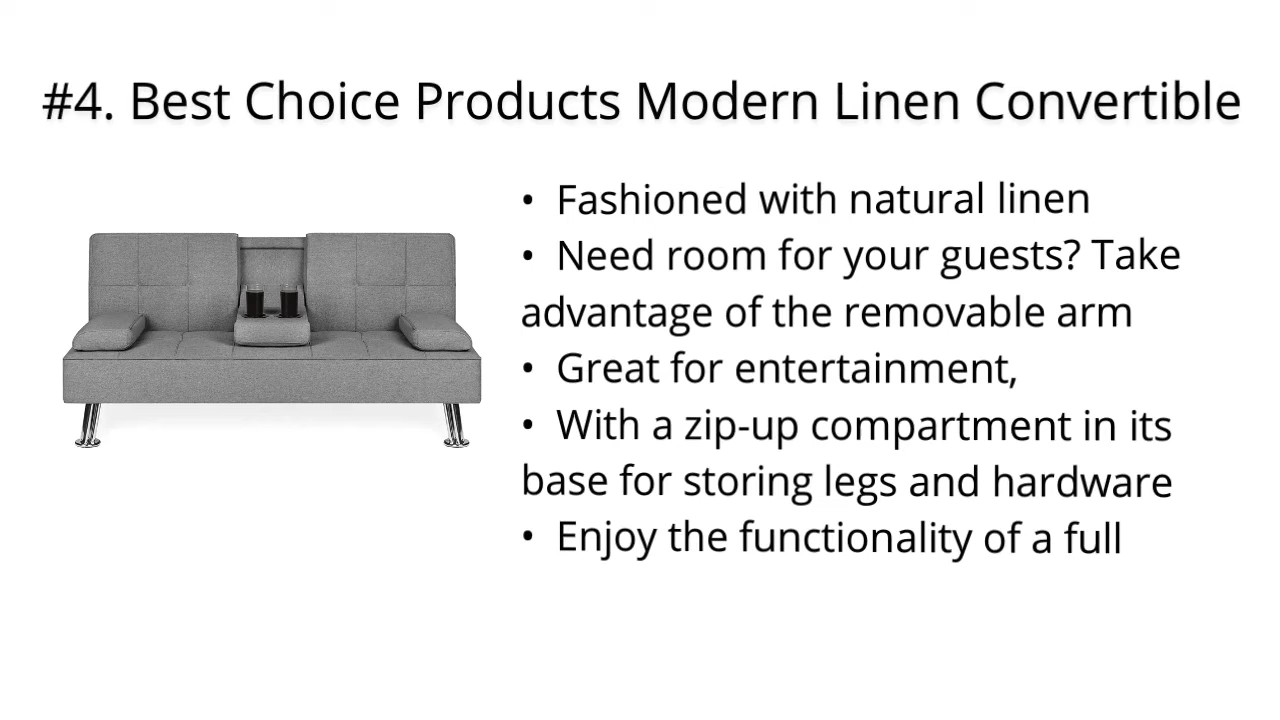 #4. Best Choice Products Modern Linen Convertible
• Fashioned with natural linen
• Need room for your guests? Take
advantage of the removable arm
• Great for entertainment,
• With a zip-up compartment in its
base for storing legs and hardware
• Enjoy the functionality of a full